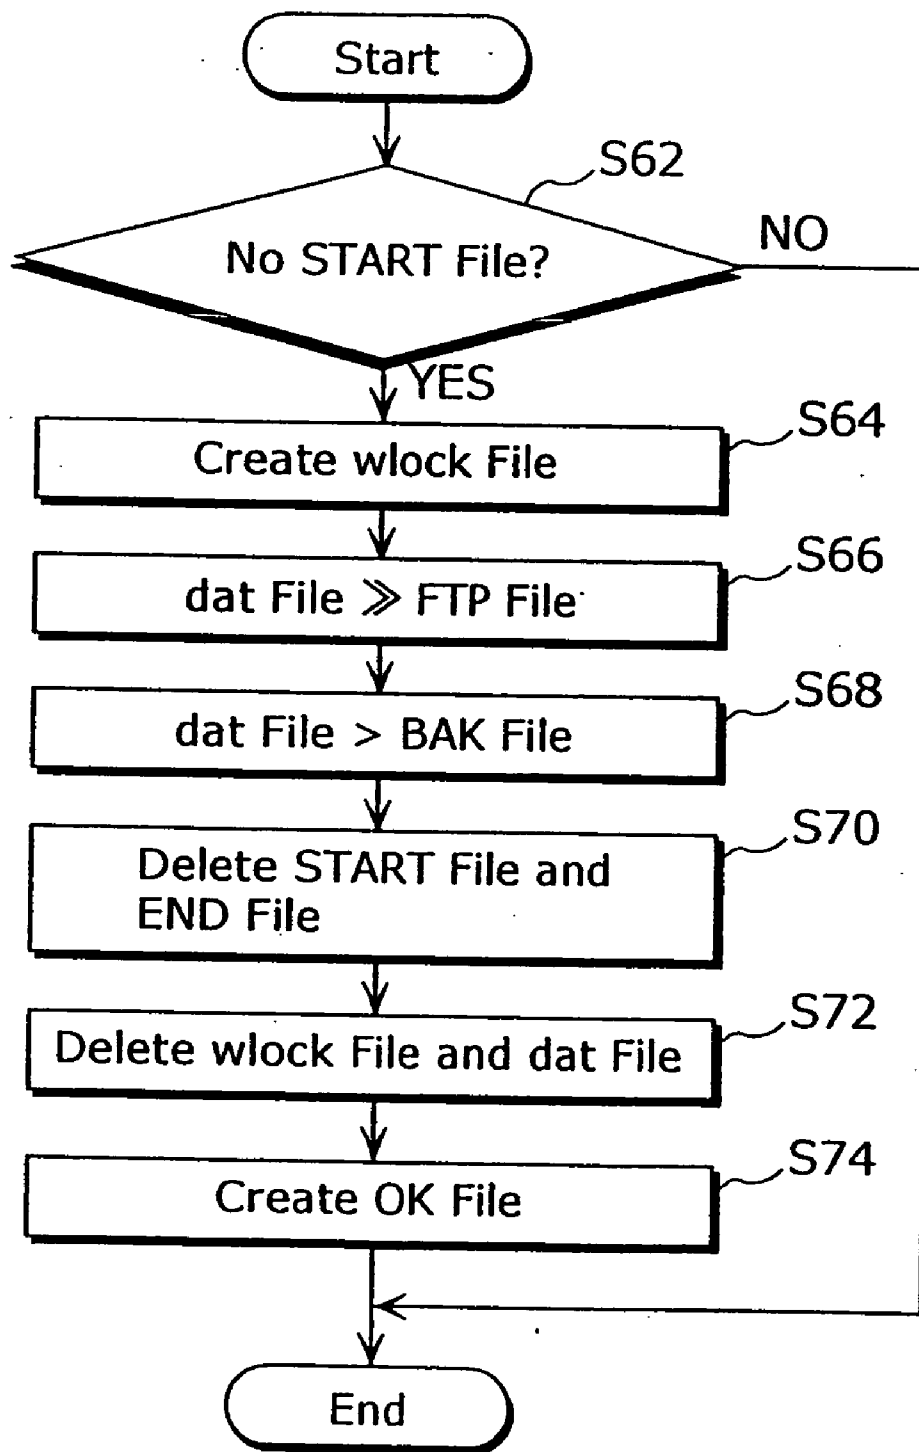 Start
S62
No START File?
NO
YES
S64
Create wlock File
S66
dat File ≫ FTP File
S68
dat File > BAK File
S70
Delete START File and
END File
S72
Delete wlock File and dat File
S74
Create OK File
End